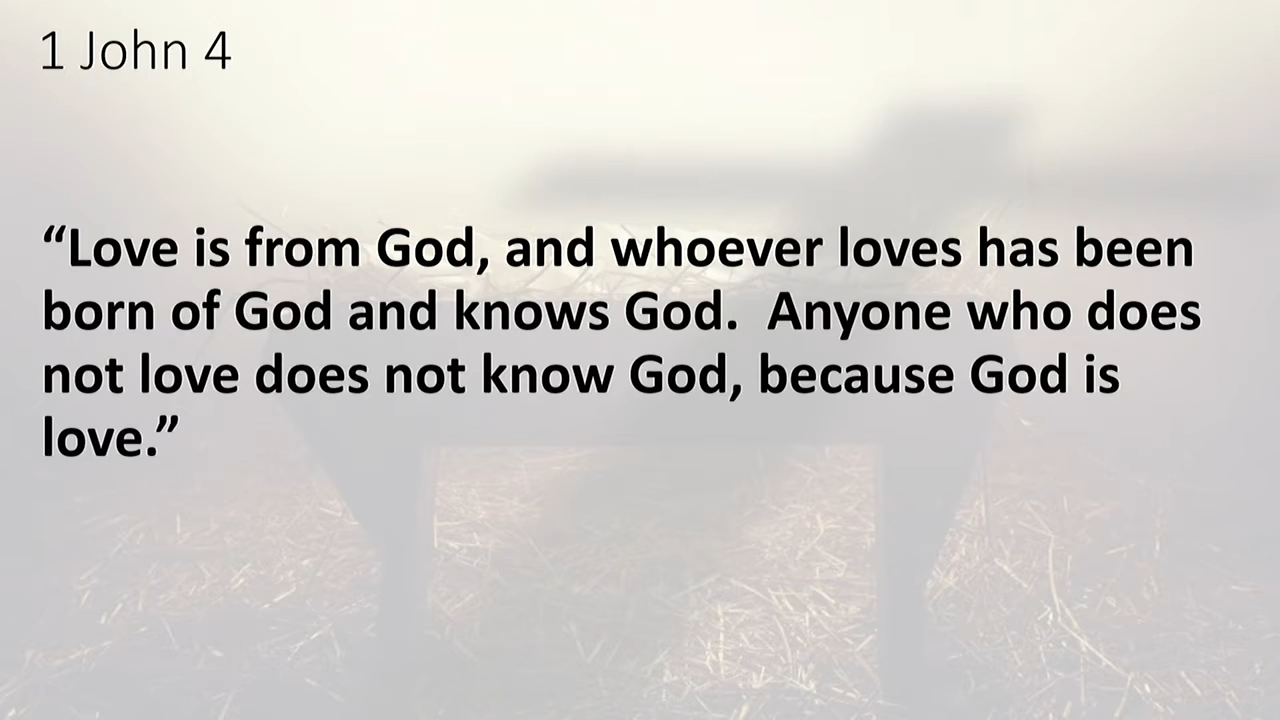 1 John 4
“Love is from God, and whoever loves has been
born of God and knows God.  Anyone who does
not love does not know God, because God is
love.”